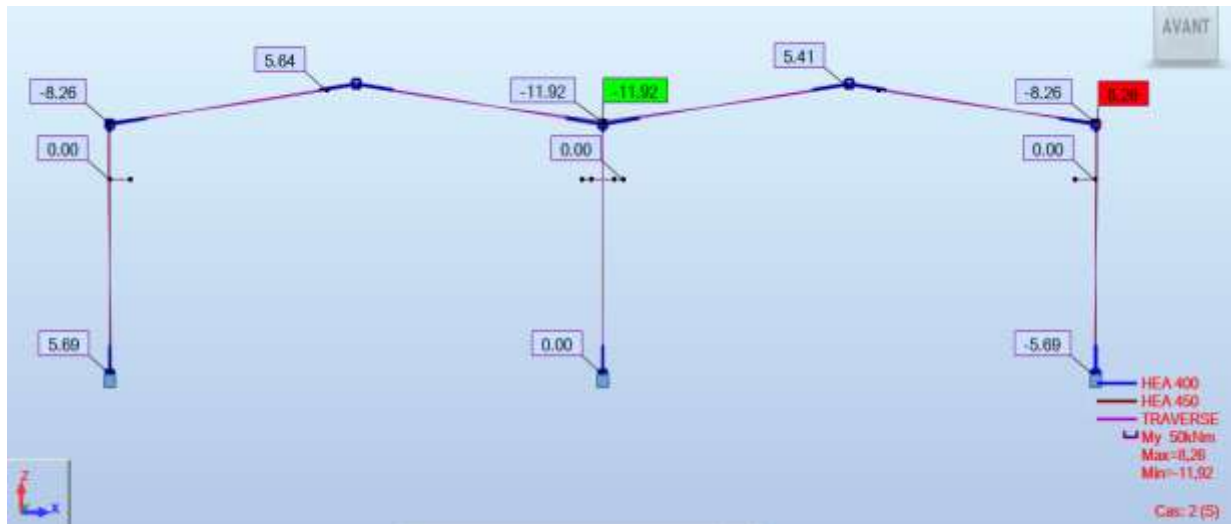 AVANT
5.64
5.41
-8.26
-11.92
-11.92
-8.26
8.26
0.00
0.00
0.00
5.69
0.00
-5.69
HEA 400
HEA 450
TRAVERSE
My 50kNm
Max=8,26
Min=-11,92
Cas: 2 (S)
Z
X